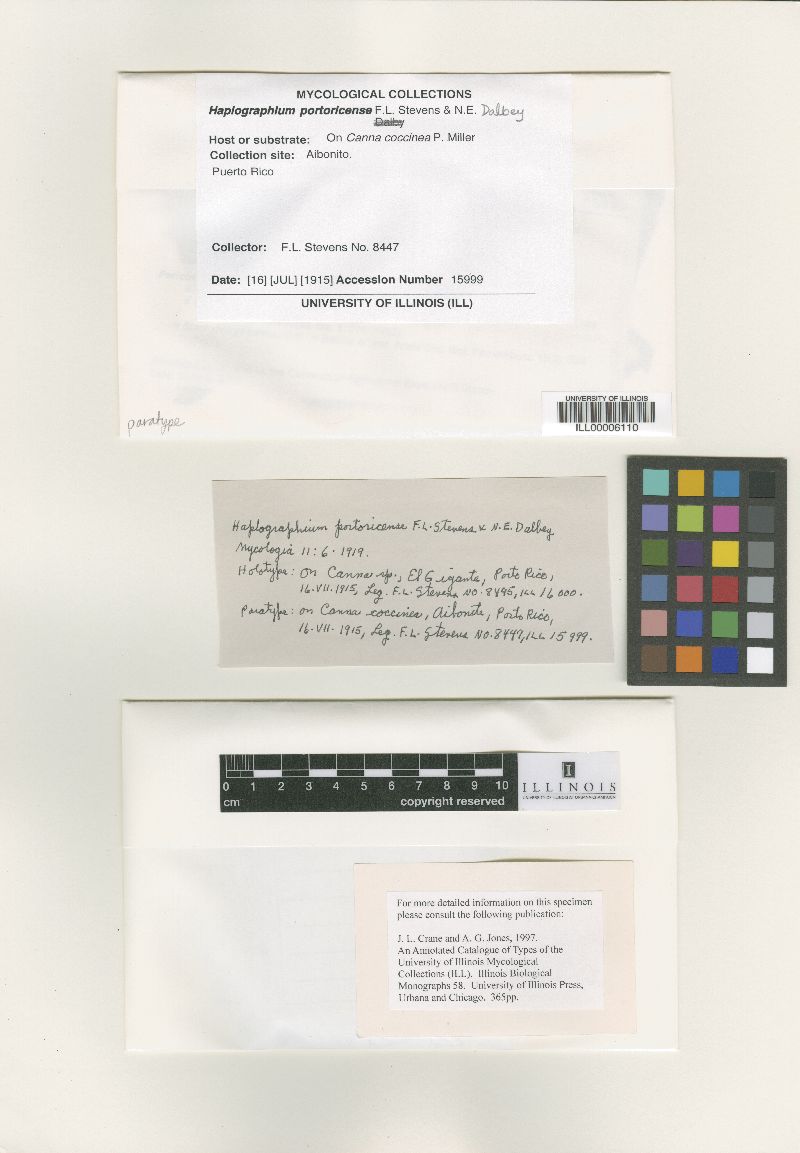 MYCOLOGICAL COLLECTIONS
Haplographium portoricense F.L. Stevens & N.E. Dalbey
Dalby
Host or substrate: On Canna coccinea P. Miller
Collection site: Aibonito.
Puerto Rico
Collector: F.L. Stevens No. 8447
Date: [16] [JUL] [1915] Accession Number 15999
UNIVERSITY OF ILLINOIS (ILL)
paratype
UNIVERSITY OF ILLINOIS
ILL00006110
Haplographium portoricense F.L. Stevens & N.E. Dalbey
Mycologia 11: 6. 1919.
Holotype: on Canna sp., El Gigante, Porto Rico,
16.VII.1915, Leg. F.L. Stevens NO. 8495, ILL 16000.
Paratype: on Canna coccinea, Aibonito, Porto Rico,
16.VII.1915, Leg. F.L. Stevens NO. 8447, ILL 15999.
0 1 2 3 4 5 6 7 8 9 10
cm copyright reserved
I
ILLINOIS
UNIVERSITY OF ILLINOIS AT URBANA-CHAMPAIGN
For more detailed information on this specimen
please consult the following publication:
J. L. Crane and A. G. Jones, 1997.
An Annotated Catalogue of Types of the
University of Illinois Mycological
Collections (ILL). Illinois Biological
Monographs 58. University of Illinois Press,
Urbana and Chicago. 365pp.